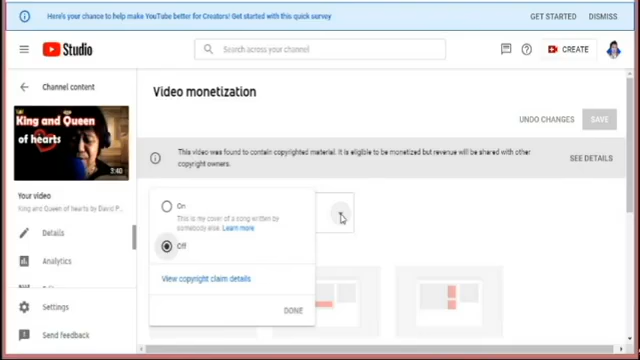 Here's your chance to help make YouTube better for Creators! Get started with this quick survey
GET STARTED
DISMISS
Studio
Search across your channel
CREATE
Channel content
King and Queen
of hearts
3:40
Your video
King and Queen of hearts by David P...
Details
Analytics
Settings
Send feedback
Video monetization
UNDO CHANGES
SAVE
This video was found to contain copyrighted material. It is eligible to be monetized but revenue will be shared with other
copyright owners.
SEE DETAILS
On
This is my cover of a song written by
somebody else. Learn more
Off
View copyright claim details
DONE